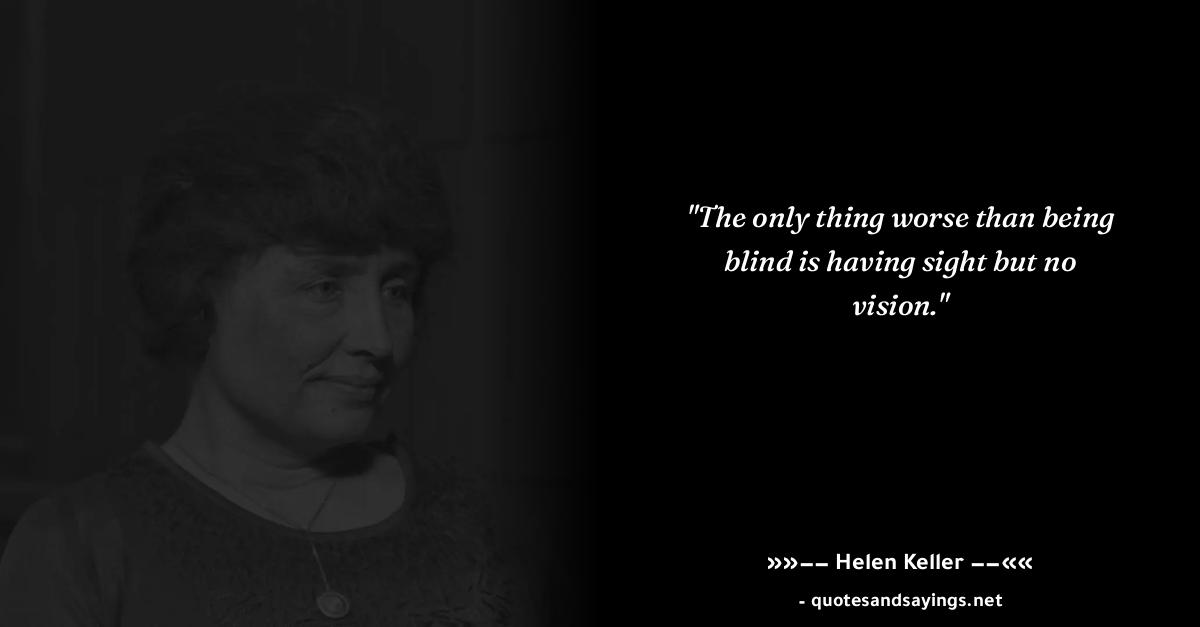 "The only thing worse than being
blind is having sight but no
vision."
»»−− Helen Keller −−««
- quotesandsayings.net